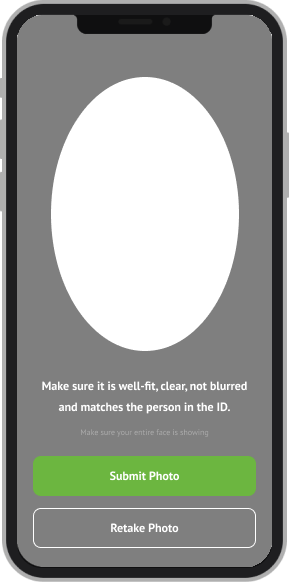 Make sure it is well-fit, clear, not blurred
and matches the person in the ID.
Make sure your entire face is showing
Submit Photo
Retake Photo